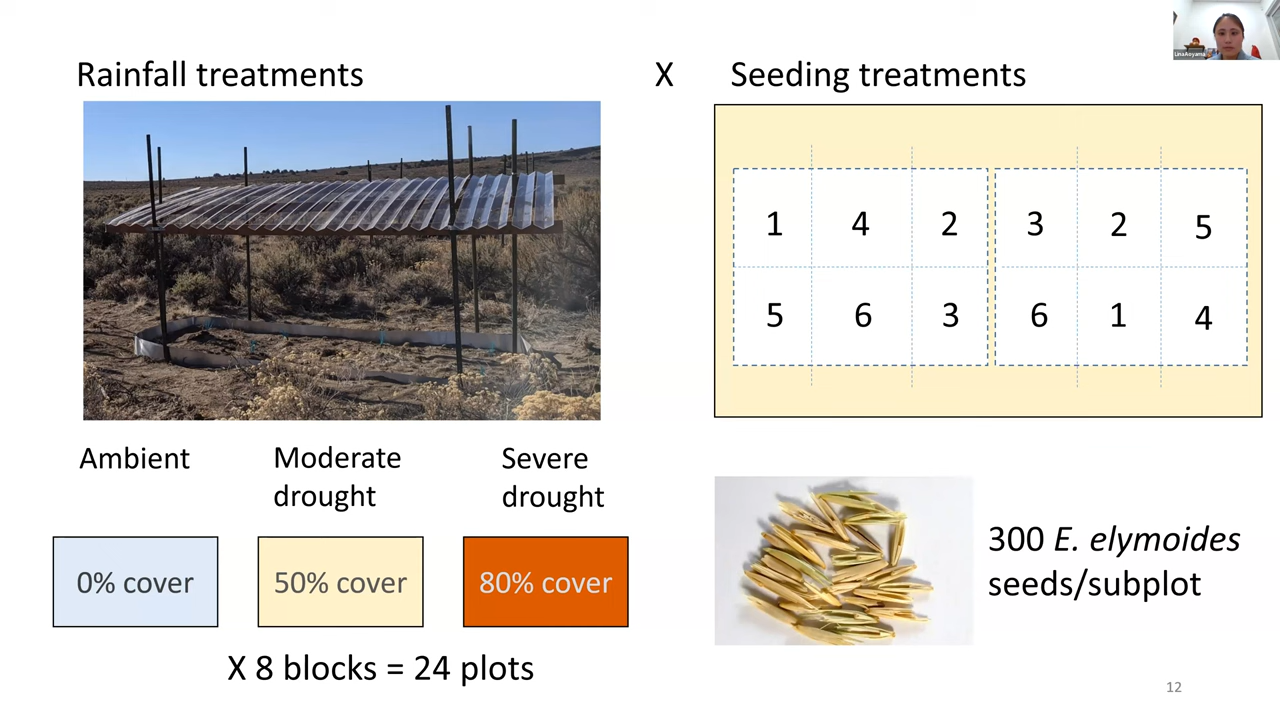 LinaAoyama
Rainfall treatments X Seeding treatments
1 4 2 3 2 5
5 6 3 6 1 4
Ambient
Moderate
drought
Severe
drought
0% cover
50% cover
80% cover
X 8 blocks = 24 plots
300 E. elymoides
seeds/subplot
12